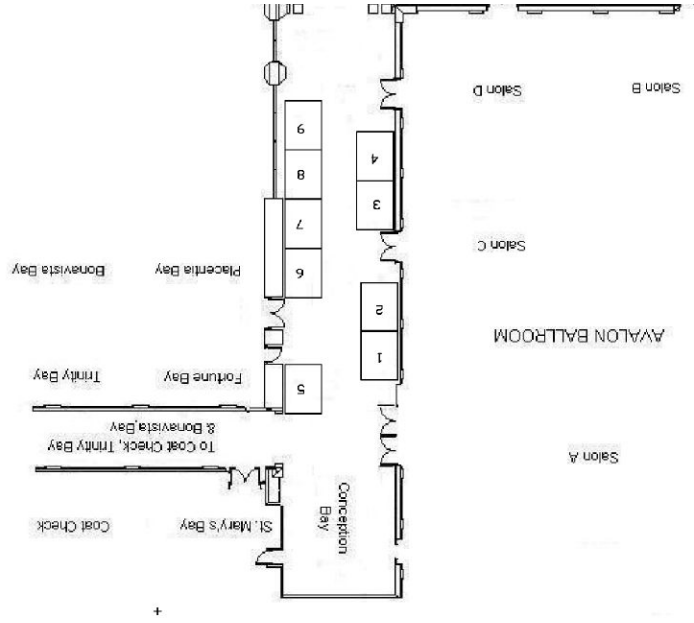 St. Mary's Bay
Coat Check
Conception
Bay
Salon A
To Coat Check, Trinity Bay
& Bonavista,Bay
5
Fortune Bay
Trinity Bay
1
AVALON BALLROOM
2
6
Placentia Bay
Bonavista Bay
Salon C
7
3
8
4
9
Salon B
Salon D